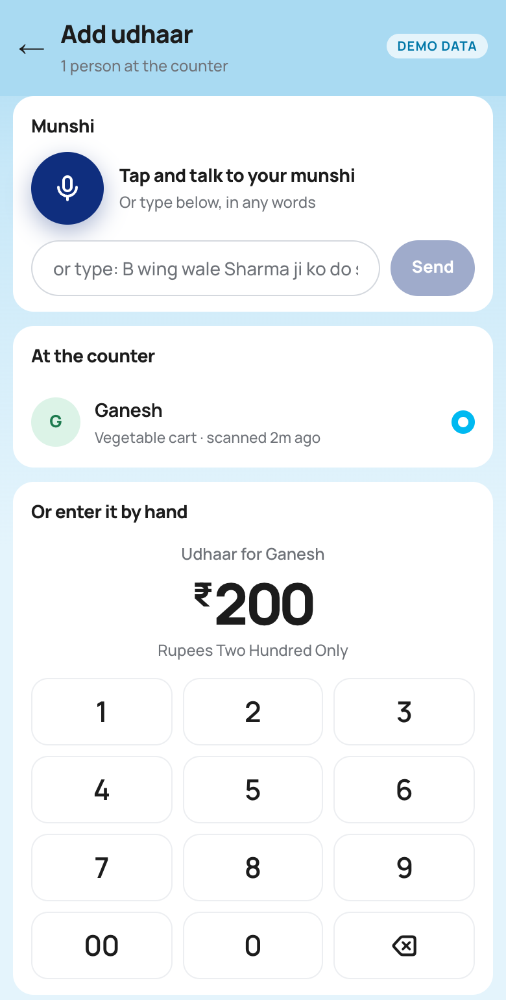 Add udhaar
1 person at the counter
DEMO DATA
Munshi
Tap and talk to your munshi
Or type below, in any words
or type: B wing wale Sharma ji ko do
Send
At the counter
G
Ganesh
Vegetable cart · scanned 2m ago
Or enter it by hand
Udhaar for Ganesh
₹200
Rupees Two Hundred Only
1 2 3
4 5 6
7 8 9
00 0